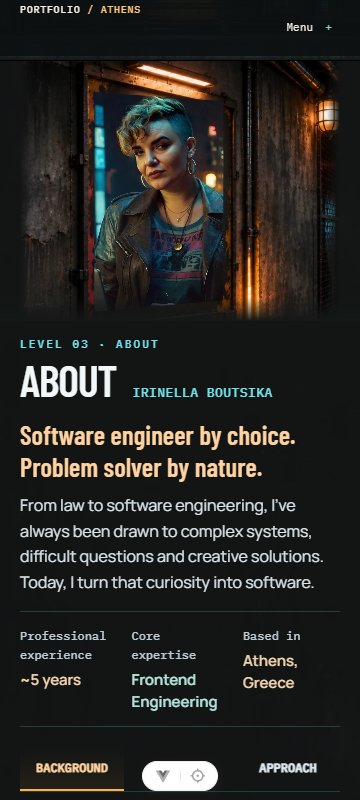 PORTFOLIO / ATHENS
Menu +
LEVEL 03 · ABOUT
ABOUT IRINELLA BOUTSIKA
Software engineer by choice.
Problem solver by nature.
From law to software engineering, I've
always been drawn to complex systems,
difficult questions and creative solutions.
Today, I turn that curiosity into software.
Professional experience
~5 years
Core expertise
Frontend Engineering
Based in
Athens, Greece
BACKGROUND
APPROACH